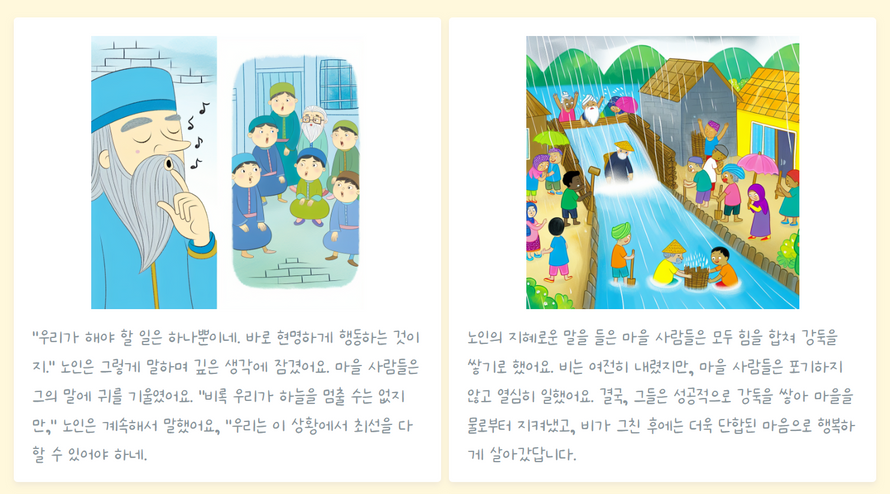 "우리가 해야 할 일은 하나뿐이네. 바로 현명하게 행동하는 것이
지." 노인은 그렇게 말하며 깊은 생각에 잠겼어요. 마을 사람들은
그의 말에 귀를 기울였어요. "비록 우리가 하늘을 멈출 수는 없지
만," 노인은 계속해서 말했어요, "우리는 이 상황에서 최선을 다
할 수 있어야 하네.
노인의 지혜로운 말을 들은 마을 사람들은 모두 힘을 합쳐 강둑을
쌓기로 했어요. 비는 여전히 내렸지만, 마을 사람들은 포기하지
않고 열심히 일했어요. 결국, 그들은 성공적으로 강둑을 쌓아 마을을
물로부터 지켜냈고, 비가 그친 후에는 더욱 단합된 마음으로 행복하
게 살아갔답니다.